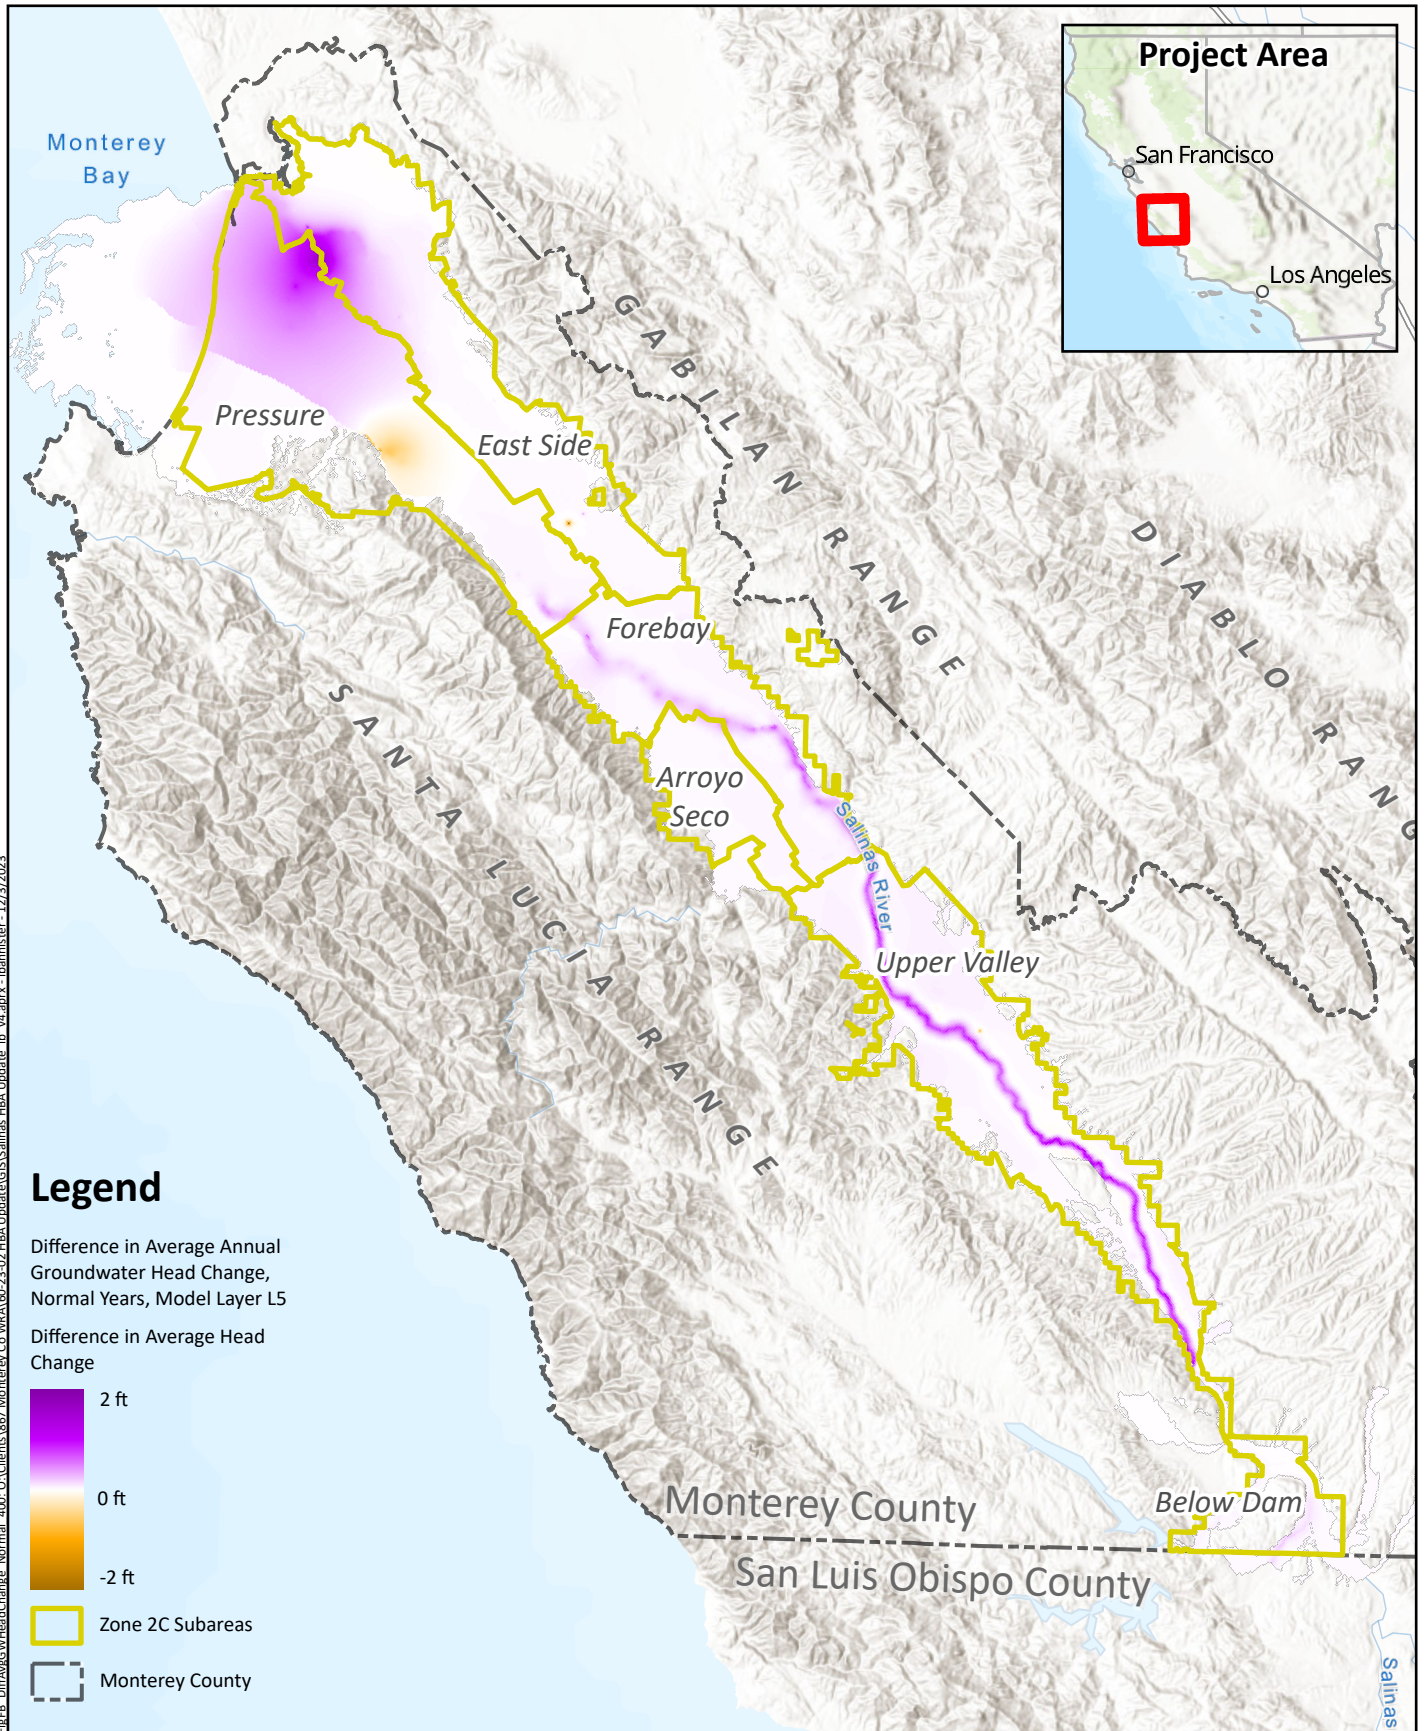 Project Area
San Francisco
Los Angeles
Monterey
Bay
GABILAN RANGE
DIABLO RANG
Pressure
East Side
Forebay
Arroyo
Seco
Salinas River
SANTA LUCIA RANGE
Upper Valley
Below Dam
Monterey County
San Luis Obispo County
Salinas
Legend
Difference in Average Annual
Groundwater Head Change,
Normal Years, Model Layer L5
Difference in Average Head
Change
2 ft
0 ft
-2 ft
Zone 2C Subareas
Monterey County